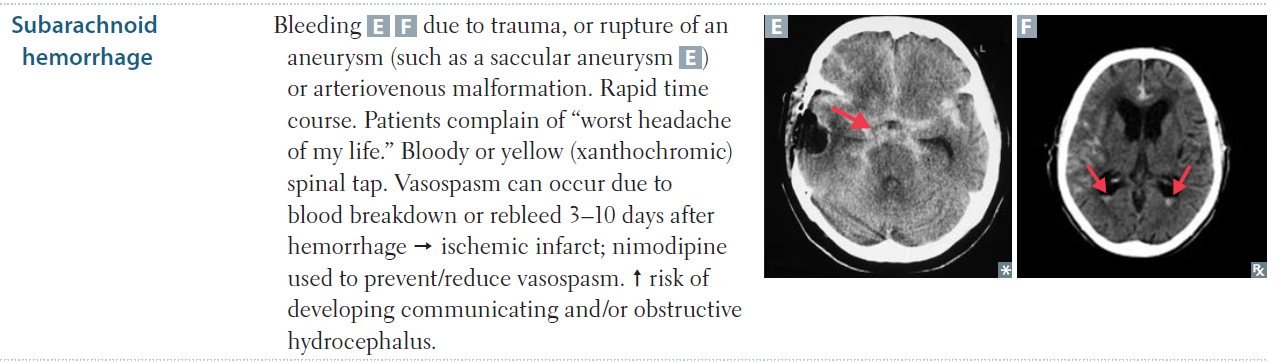 Subarachnoid
hemorrhage
Bleeding E F due to trauma, or rupture of an
aneurysm (such as a saccular aneurysm E)
or arteriovenous malformation. Rapid time
course. Patients complain of “worst headache
of my life.” Bloody or yellow (xanthochromic)
spinal tap. Vasospasm can occur due to
blood breakdown or rebleed 3–10 days after
hemorrhage → ischemic infarct; nimodipine
used to prevent/reduce vasospasm. ↑ risk of
developing communicating and/or obstructive
hydrocephalus.
E
L
*
F
℞